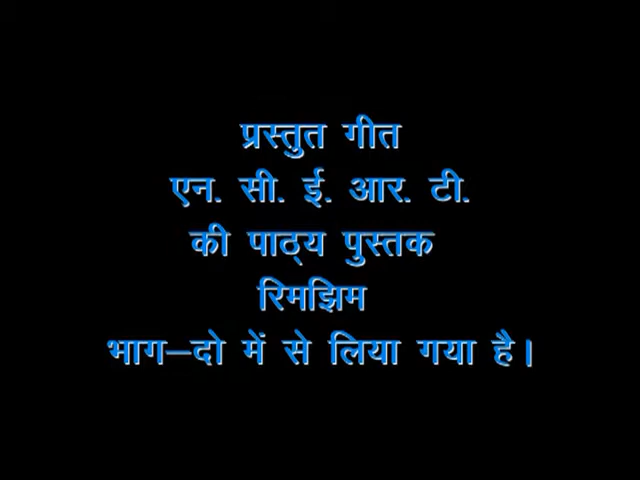 प्रस्तुत गीत
एन. सी. ई. आर. टी.
की पाठ्य पुस्तक
रिमझिम
भाग–दो में से लिया गया है।